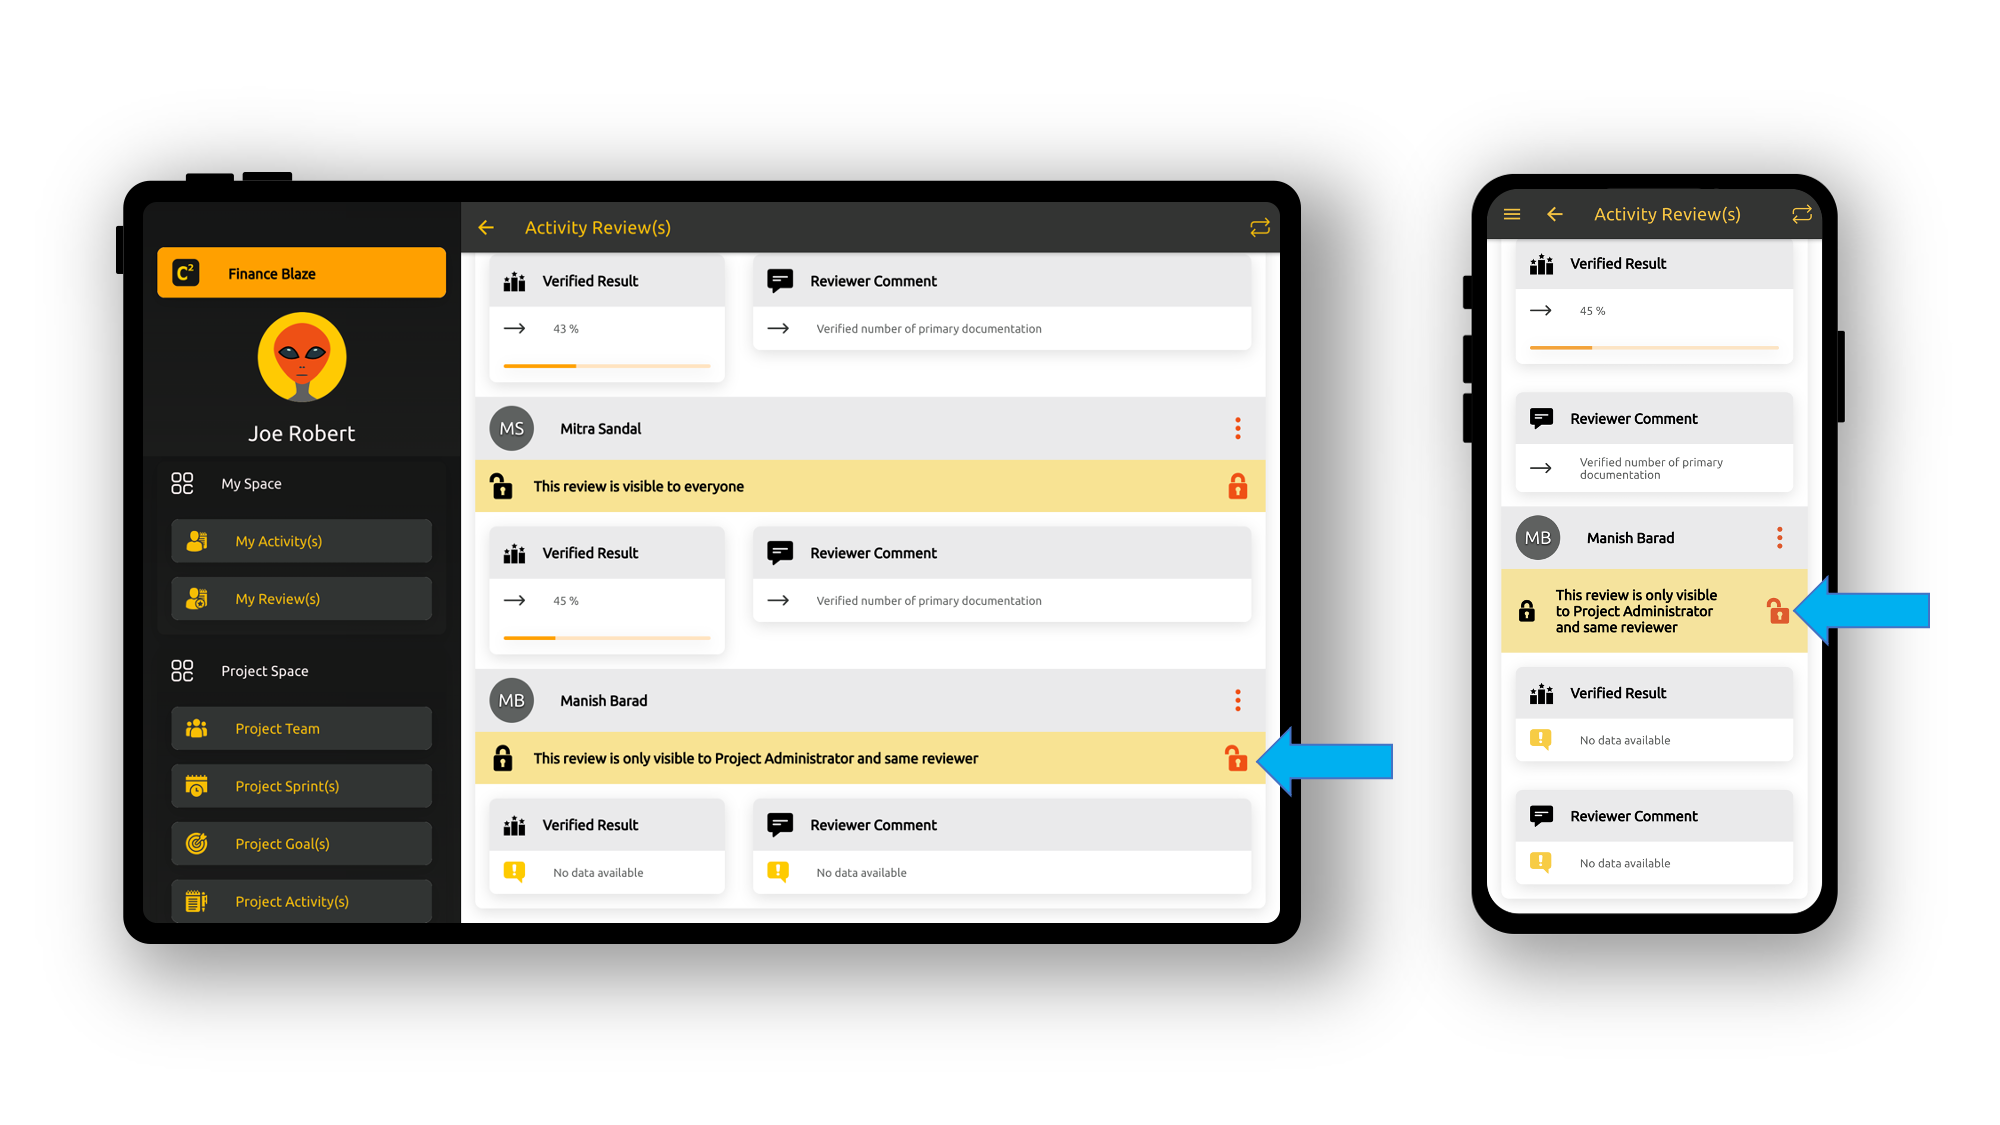 C²
Finance Blaze
Joe Robert
My Space
My Activity(s)
My Review(s)
Project Space
Project Team
Project Sprint(s)
Project Goal(s)
Project Activity(s)
Activity Review(s)
Verified Result
Reviewer Comment
43 %
Verified number of primary documentation
MS
Mitra Sandal
This review is visible to everyone
Verified Result
Reviewer Comment
45 %
Verified number of primary documentation
MB
Manish Barad
This review is only visible to Project Administrator and same reviewer
Verified Result
Reviewer Comment
No data available
No data available
Activity Review(s)
Verified Result
45 %
Reviewer Comment
Verified number of primary
documentation
MB
Manish Barad
This review is only visible
to Project Administrator
and same reviewer
Verified Result
No data available
Reviewer Comment
No data available